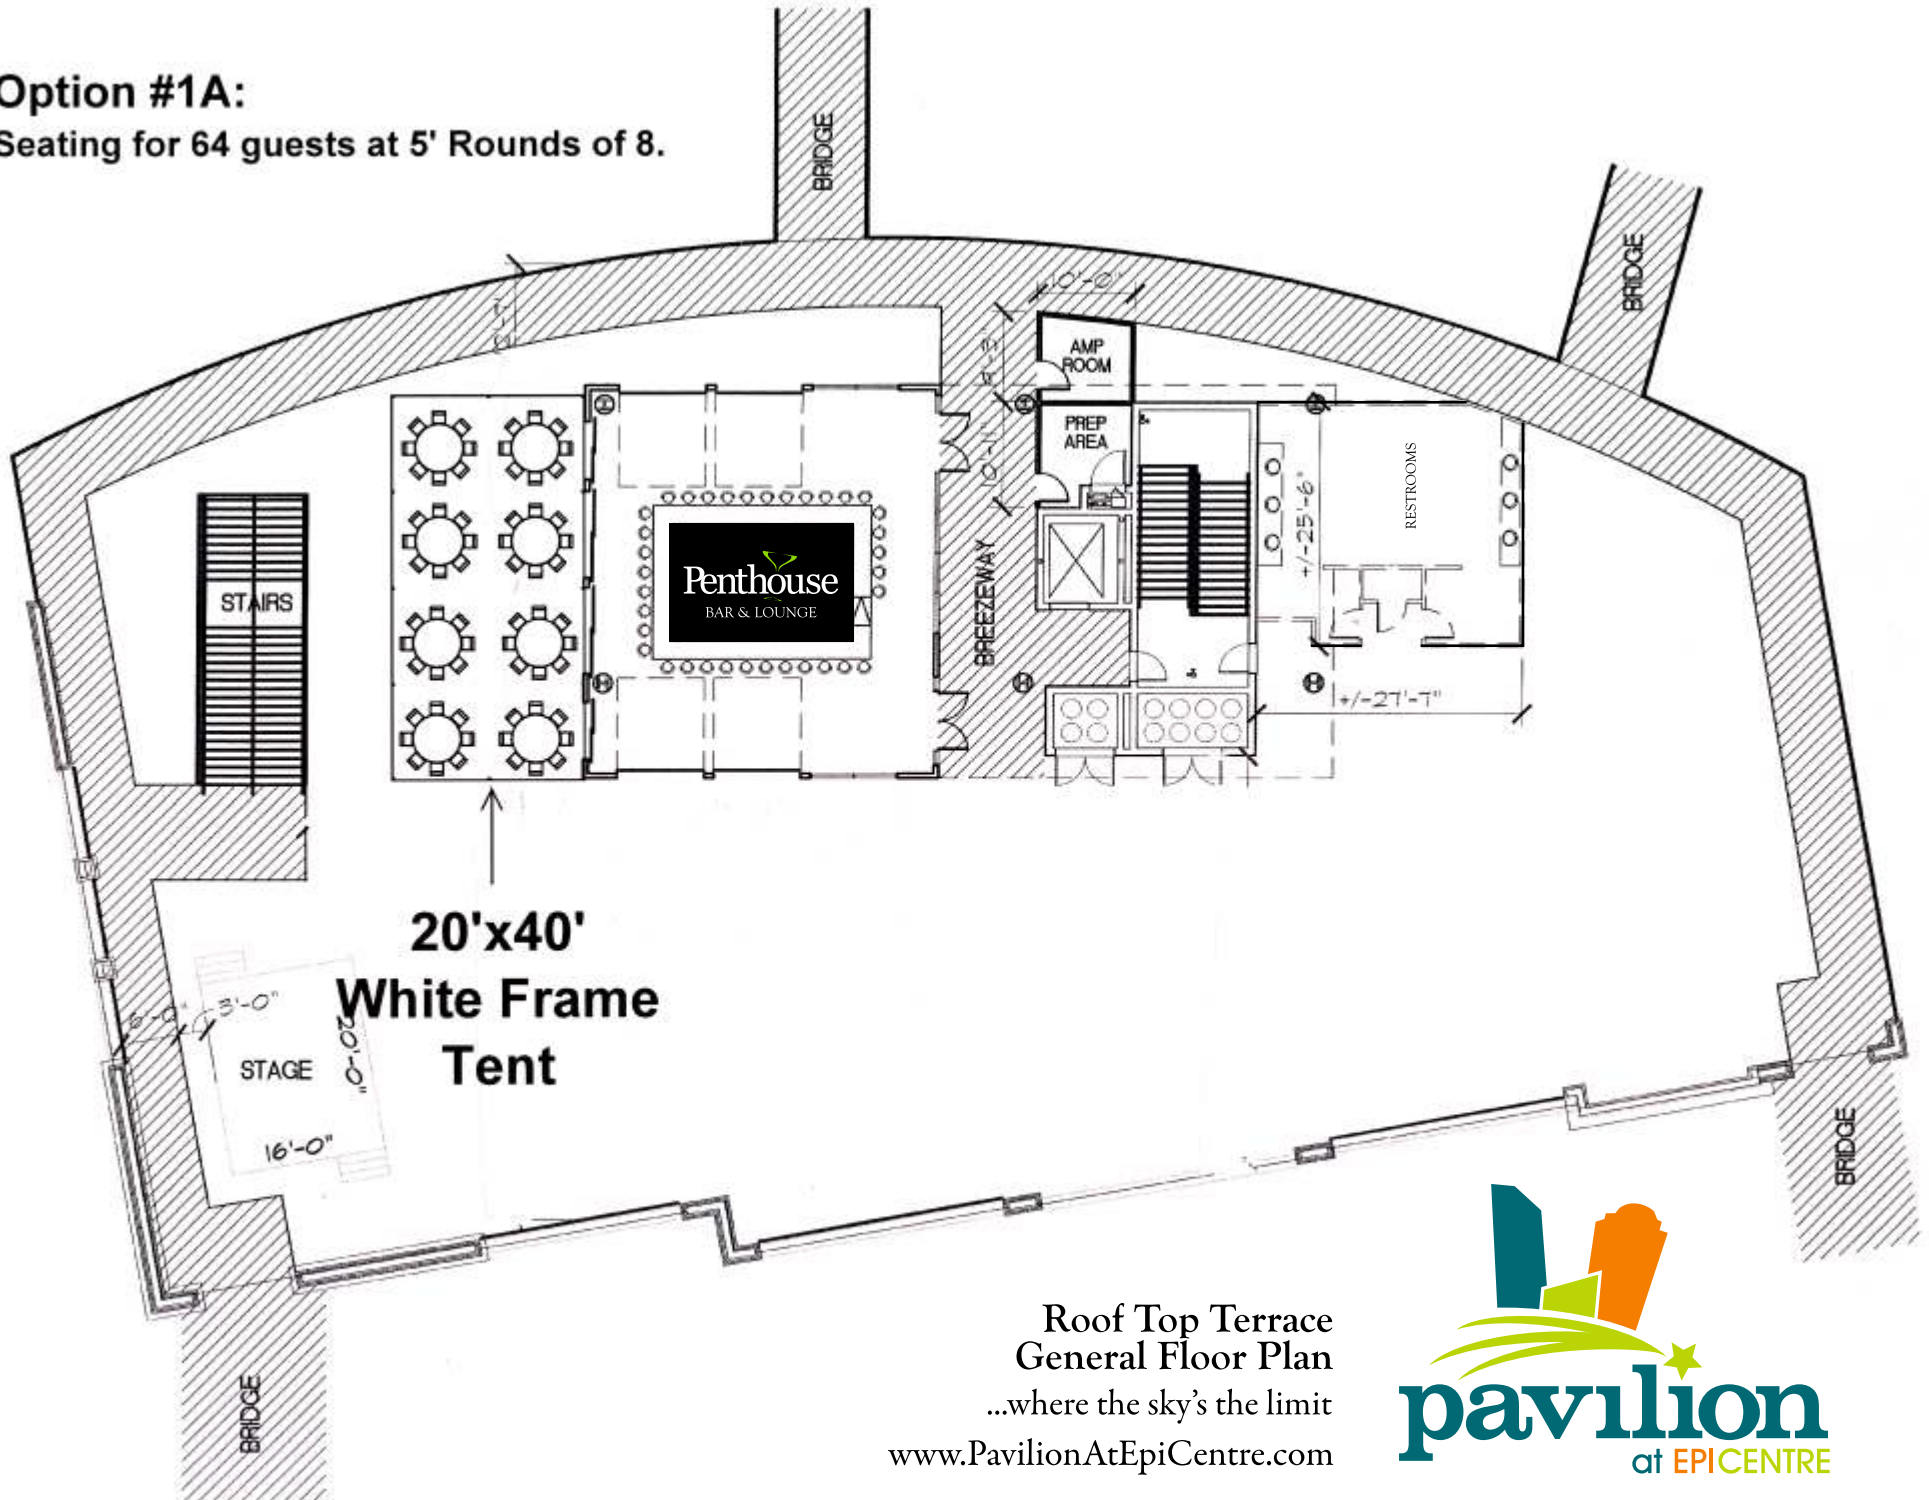 Option #1A:
Seating for 64 guests at 5' Rounds of 8.
BRIDGE
BRIDGE
10'-0"
AMP
ROOM
PREP
AREA
10'-11"
RESTROOMS
+/-25'-6"
STAIRS
Penthouse
BAR & LOUNGE
BREEZEWAY
+/-27'-7"
20'x40'
White Frame
Tent
6'-0"
3'-0"
20'-0"
STAGE
16'-0"
BRIDGE
BRIDGE
Roof Top Terrace
General Floor Plan
...where the sky's the limit
www.PavilionAtEpiCentre.com
pavilion
at EPICENTRE